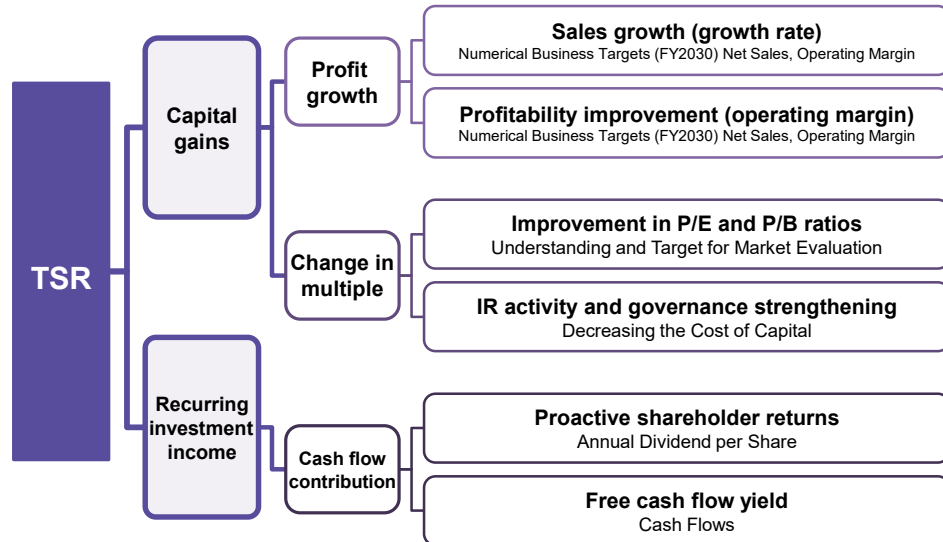 TSR
Capital
gains
Profit
growth
Sales growth (growth rate)
Numerical Business Targets (FY2030) Net Sales, Operating Margin
Profitability improvement (operating margin)
Numerical Business Targets (FY2030) Net Sales, Operating Margin
Change in
multiple
Improvement in P/E and P/B ratios
Understanding and Target for Market Evaluation
IR activity and governance strengthening
Decreasing the Cost of Capital
Recurring
investment
income
Cash flow
contribution
Proactive shareholder returns
Annual Dividend per Share
Free cash flow yield
Cash Flows